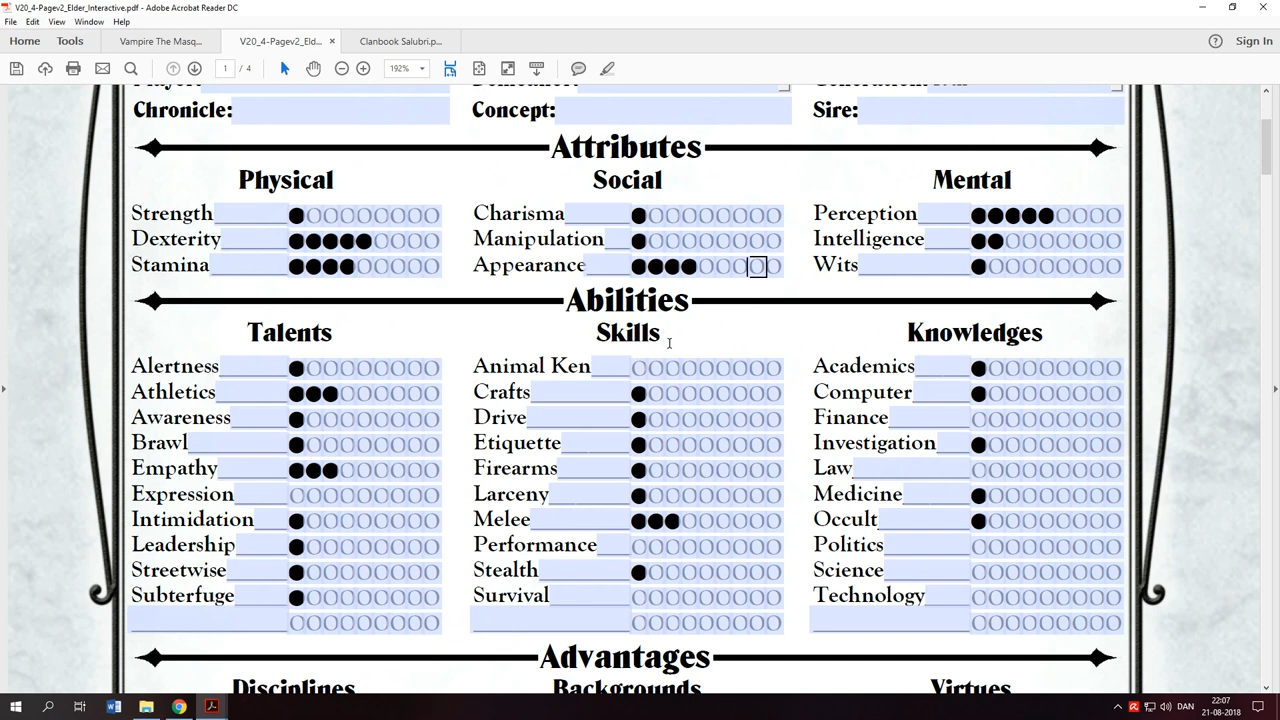 V20_4-Pagev2_Elder_Interactive.pdf - Adobe Acrobat Reader DC
File Edit View Window Help
Home Tools Vampire The Masq... V20_4-Pagev2_Eld... × Clanbook Salubri.p... Sign In
1 / 4 192%
Chronicle: Concept: Sire:
Attributes
Physical Social Mental
Strength Charisma Perception
Dexterity Manipulation Intelligence
Stamina Appearance Wits
Abilities
Talents Skills Knowledges
Alertness Animal Ken Academics
Athletics Crafts Computer
Awareness Drive Finance
Brawl Etiquette Investigation
Empathy Firearms Law
Expression Larceny Medicine
Intimidation Melee Occult
Leadership Performance Politics
Streetwise Stealth Science
Subterfuge Survival Technology
Advantages
Disciplines Backgrounds Virtues
DAN 22:07
21-08-2018